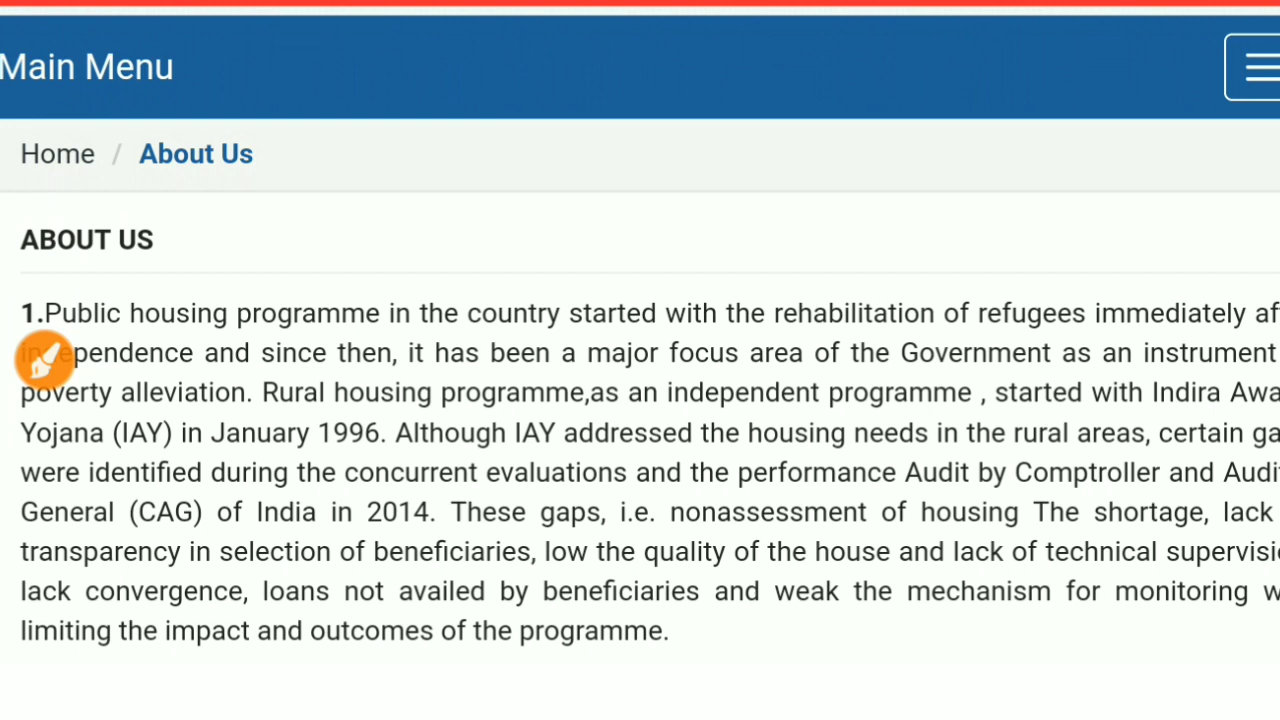 Main Menu
Home / About Us
ABOUT US
1.Public housing programme in the country started with the rehabilitation of refugees immediately
and since then, it has been a major focus area of the Government as an instrument
poverty alleviation. Rural housing programme,as an independent programme , started with Indira
Yojana (IAY) in January 1996. Although IAY addressed the housing needs in the rural areas, certain
were identified during the concurrent evaluations and the performance Audit by Comptroller and
General (CAG) of India in 2014. These gaps, i.e. nonassessment of housing The shortage, lack
transparency in selection of beneficiaries, low the quality of the house and lack of technical
lack convergence, loans not availed by beneficiaries and weak the mechanism for monitoring
limiting the impact and outcomes of the programme.